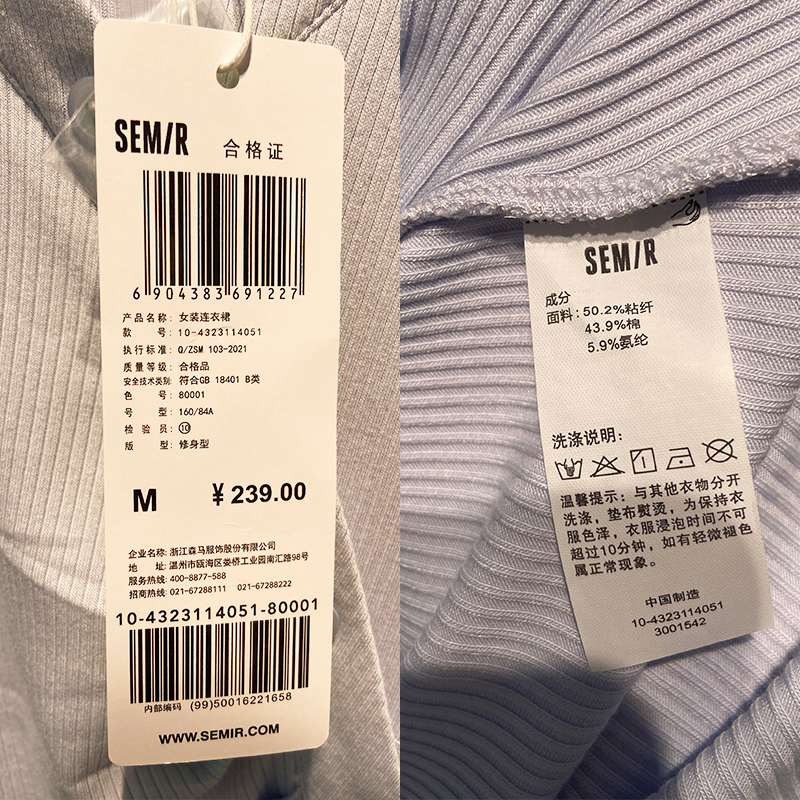 SEM/R 合格证
6 904383 691227
产品名称: 女装连衣裙
款 号: 10-4323114051
执行标准: Q/ZSM 103-2021
质量等级: 合格品
安全技术类别: 符合GB 18401 B类
色 号: 80001
号 型: 160/84A
检 验 员: ⑩
版 型: 修身型
M ¥ 239.00
企业名称: 浙江森马服饰股份有限公司
地 址: 温州市瓯海区娄桥工业园南汇路98号
服务热线: 400-8877-588
招商热线: 021-67288111 021-67288222
10-4323114051-80001
内部编码 (99)50016221658
WWW.SEMIR.COM
SEM/R
成分
面料: 50.2%粘纤
43.9%棉
5.9%氨纶
洗涤说明:
温馨提示: 与其他衣物分开
洗涤, 垫布熨烫, 为保持衣
服色泽, 衣服浸泡时间不可
超过10分钟, 如有轻微褪色
属正常现象。
中国制造
10-4323114051
3001542